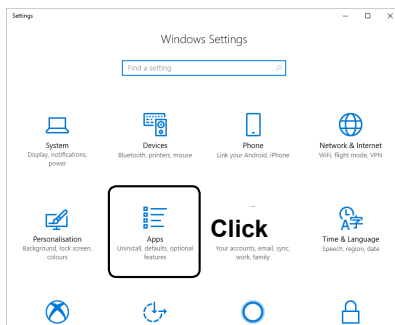 Settings
Windows Settings
Find a setting
System
Display, notifications,
power
Devices
Bluetooth, printers, mouse
Phone
Link your Android, iPhone
Network & Internet
WiFi, flight mode, VPN
Personalisation
Background, lock screen,
colours
Apps
Uninstall, defaults, optional
features
Click
Your accounts, email, sync,
work, family
Time & Language
Speech, region, date